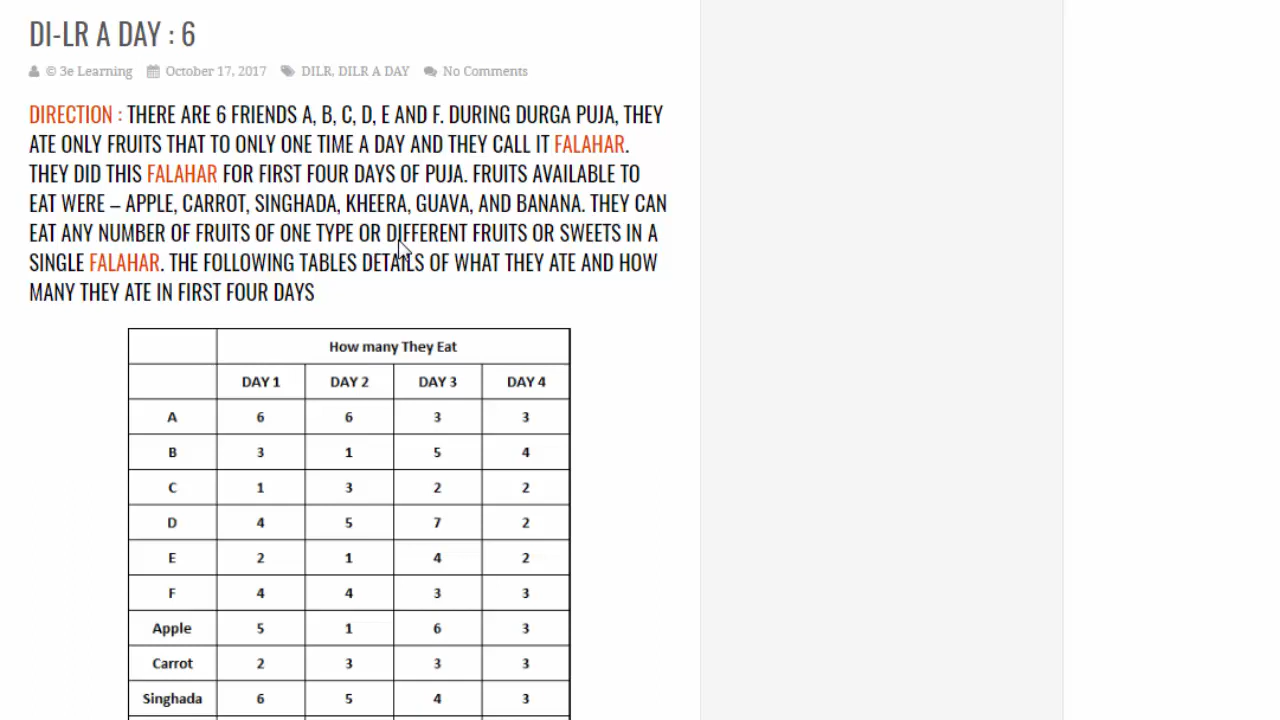 DI-LR A DAY : 6
© 3e Learning October 17, 2017 DILR, DILR A DAY No Comments
DIRECTION : THERE ARE 6 FRIENDS A, B, C, D, E AND F. DURING DURGA PUJA, THEY
ATE ONLY FRUITS THAT TO ONLY ONE TIME A DAY AND THEY CALL IT FALAHAR.
THEY DID THIS FALAHAR FOR FIRST FOUR DAYS OF PUJA. FRUITS AVAILABLE TO
EAT WERE – APPLE, CARROT, SINGHADA, KHEERA, GUAVA, AND BANANA. THEY CAN
EAT ANY NUMBER OF FRUITS OF ONE TYPE OR DIFFERENT FRUITS OR SWEETS IN A
SINGLE FALAHAR. THE FOLLOWING TABLES DETAILS OF WHAT THEY ATE AND HOW
MANY THEY ATE IN FIRST FOUR DAYS
How many They Eat
DAY 1 DAY 2 DAY 3 DAY 4
A 6 6 3 3
B 3 1 5 4
C 1 3 2 2
D 4 5 7 2
E 2 1 4 2
F 4 4 3 3
Apple 5 1 6 3
Carrot 2 3 3 3
Singhada 6 5 4 3